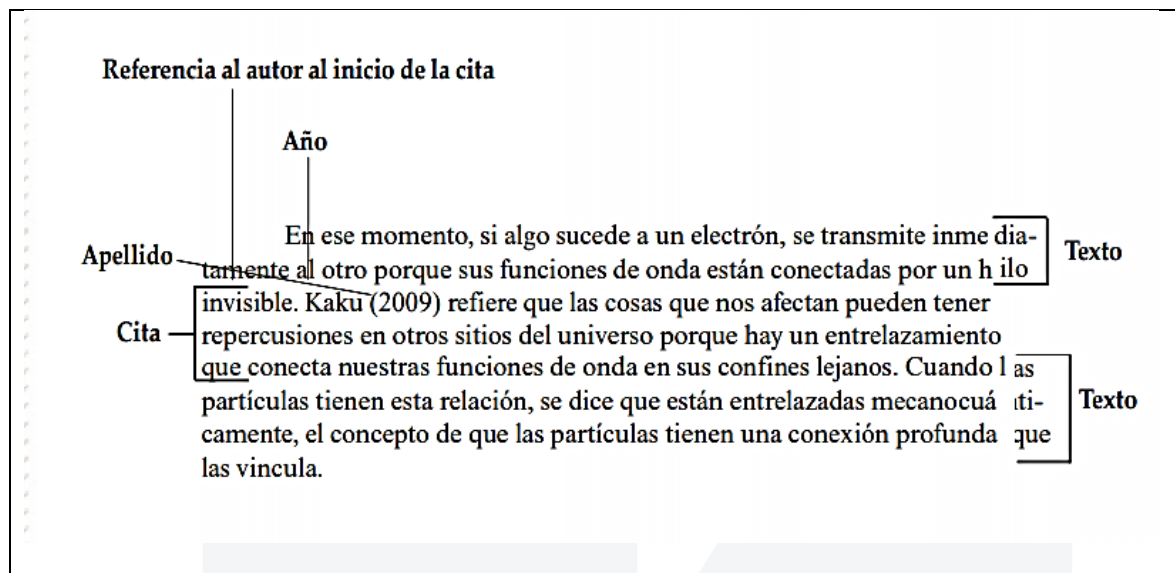 Referencia al autor al inicio de la cita
Año
Apellido
En ese momento, si algo sucede a un electrón, se transmite inme dia-
tamente al otro porque sus funciones de onda están conectadas por un h ilo
Texto
invisible. Kaku (2009) refiere que las cosas que nos afectan pueden tener
Cita
repercusiones en otros sitios del universo porque hay un entrelazamiento
que conecta nuestras funciones de onda en sus confines lejanos. Cuando l as
partículas tienen esta relación, se dice que están entrelazadas mecanocuá ti-
Texto
camente, el concepto de que las partículas tienen una conexión profunda que
las vincula.